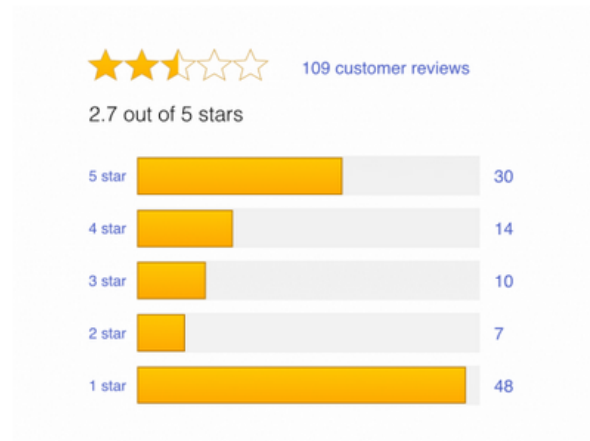 109 customer reviews
2.7 out of 5 stars
5 star 30
4 star 14
3 star 10
2 star 7
1 star 48